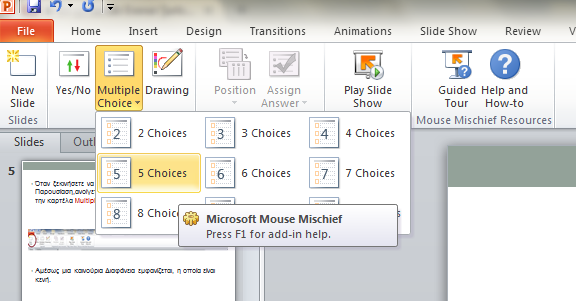 P
File Home Insert Design Transitions Animations Slide Show Review
New Slide
Yes/No
Multiple Choice
Drawing
Position
Assign Answer
Play Slide Show
Guided Tour
Help and How-to
Slides
Mouse Mischief Resources
2 2 Choices 3 3 Choices 4 4 Choices
5 5 Choices 6 6 Choices 7 7 Choices
8 8 Choices
Microsoft Mouse Mischief
Press F1 for add-in help.
Slides Outl
5
Όταν ξεκινήσετε να
Παρουσίαση,ανοίγε
την καρτέλα Multipl
5
Αμέσως μια καινούρια Διαφάνεια εμφανίζεται, η οποία είναι
κενή.